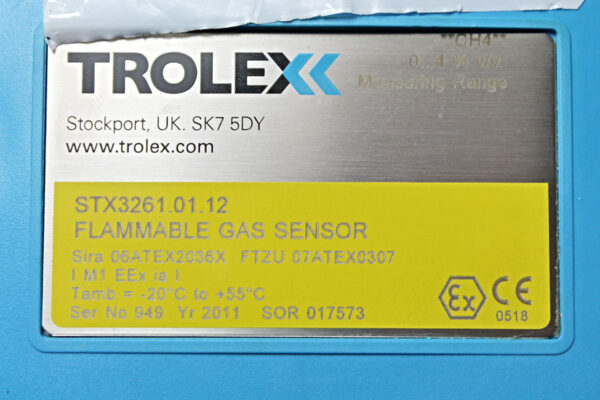 TROLEX
**CH4**
0...4 % v/v
Measuring Range
Stockport, UK. SK7 5DY
www.trolex.com
STX3261.01.12
FLAMMABLE GAS SENSOR
Sira 06ATEX2036X FTZU 07ATEX0307
I M1 EEx ia I
Tamb = -20°C to +55°C
Ser No 949 Yr 2011 SOR 017573
Ex CE
0518